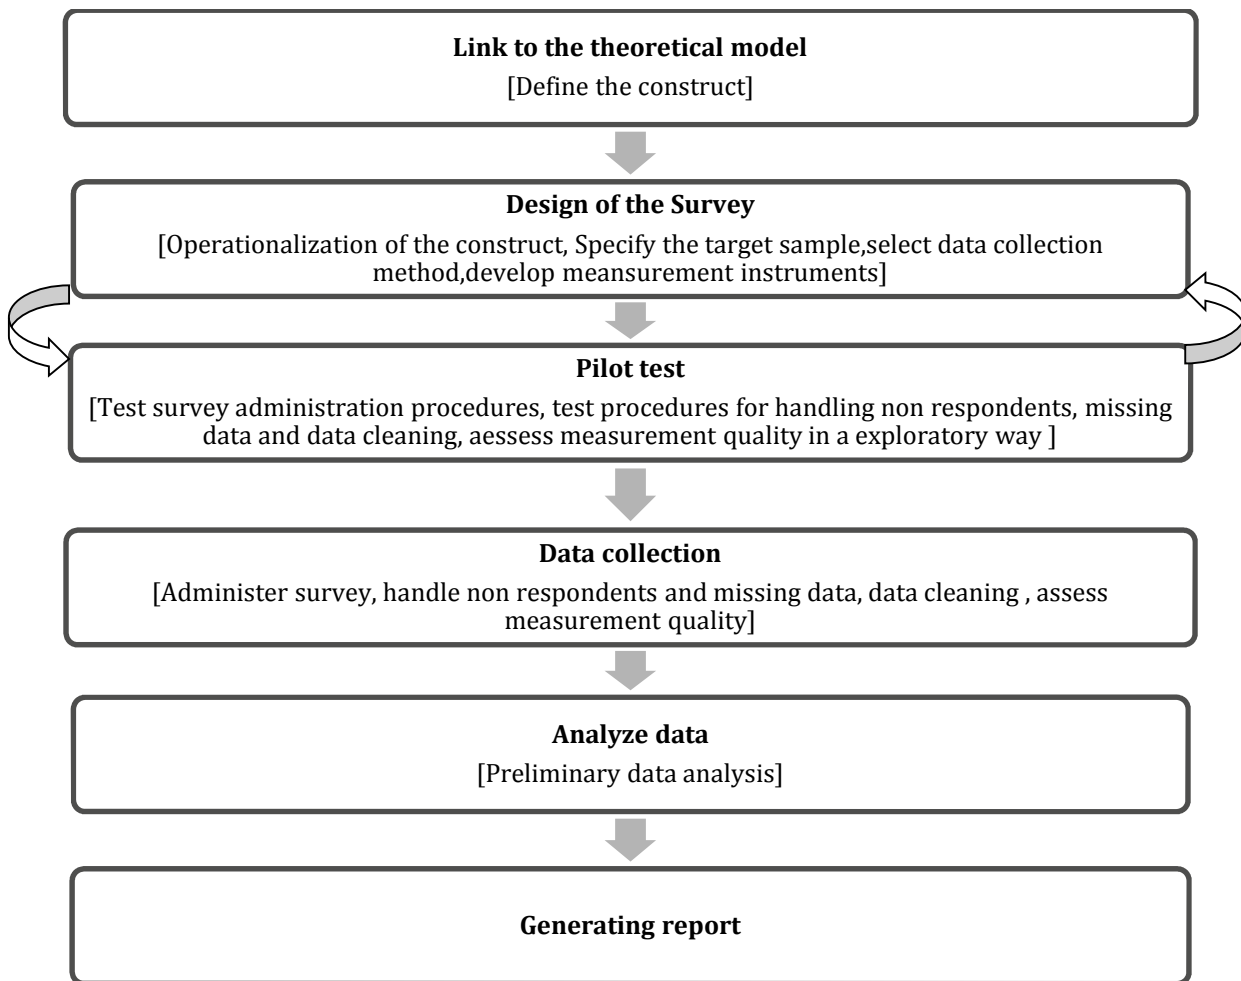 Link to the theoretical model
[Define the construct]
Design of the Survey
[Operationalization of the construct, Specify the target sample,select data collection
method,develop meansurement instruments]
Pilot test
[Test survey administration procedures, test procedures for handling non respondents, missing
data and data cleaning, aessess measurement quality in a exploratory way ]
Data collection
[Administer survey, handle non respondents and missing data, data cleaning , assess
measurement quality]
Analyze data
[Preliminary data analysis]
Generating report